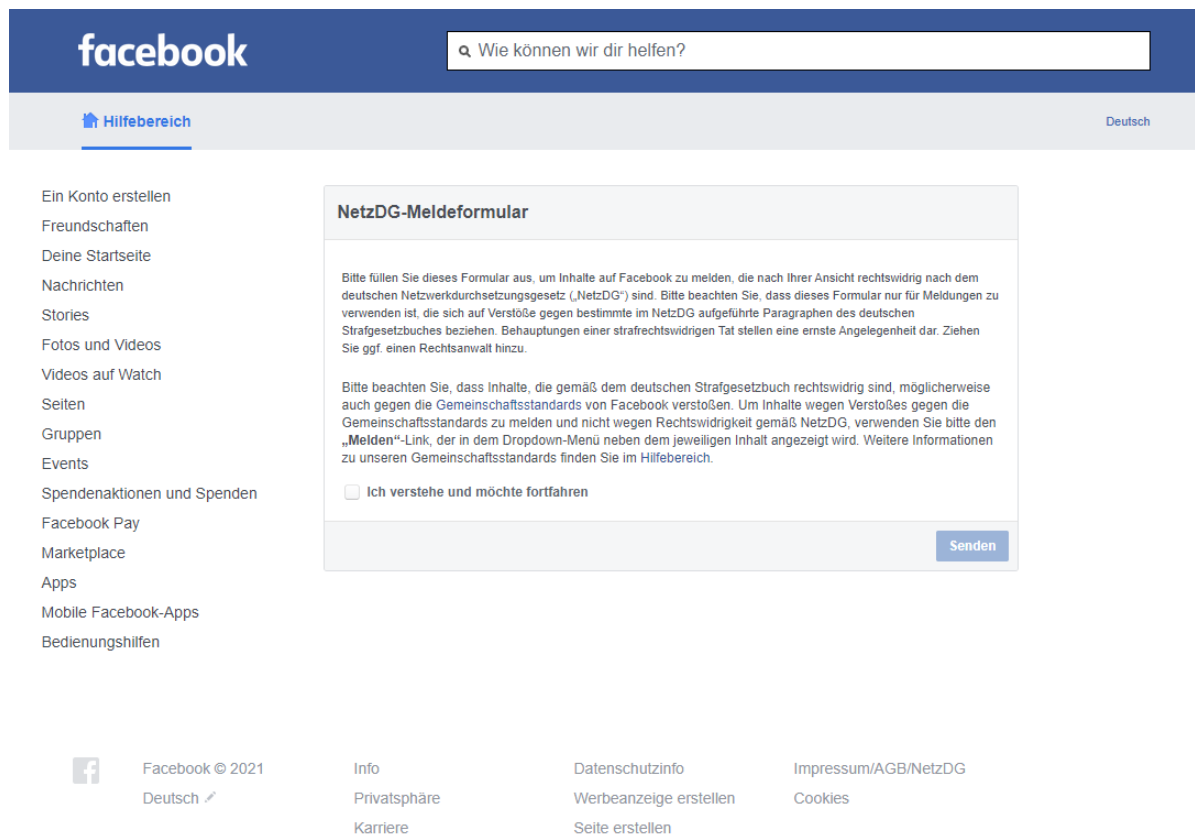 facebook
Wie können wir dir helfen?
Hilfebereich
Deutsch
Ein Konto erstellen
Freundschaften
Deine Startseite
Nachrichten
Stories
Fotos und Videos
Videos auf Watch
Seiten
Gruppen
Events
Spendenaktionen und Spenden
Facebook Pay
Marketplace
Apps
Mobile Facebook-Apps
Bedienungshilfen
NetzDG-Meldeformular
Bitte füllen Sie dieses Formular aus, um Inhalte auf Facebook zu melden, die nach Ihrer Ansicht rechtswidrig nach dem
deutschen Netzwerkdurchsetzungsgesetz („NetzDG“) sind. Bitte beachten Sie, dass dieses Formular nur für Meldungen zu
verwenden ist, die sich auf Verstöße gegen bestimmte im NetzDG aufgeführte Paragraphen des deutschen
Strafgesetzbuches beziehen. Behauptungen einer strafrechtswidrigen Tat stellen eine ernste Angelegenheit dar. Ziehen
Sie ggf. einen Rechtsanwalt hinzu.
Bitte beachten Sie, dass Inhalte, die gemäß dem deutschen Strafgesetzbuch rechtswidrig sind, möglicherweise
auch gegen die Gemeinschaftsstandards von Facebook verstoßen. Um Inhalte wegen Verstoßes gegen die
Gemeinschaftsstandards zu melden und nicht wegen Rechtswidrigkeit gemäß NetzDG, verwenden Sie bitte den
„Melden“-Link, der in dem Dropdown-Menü neben dem jeweiligen Inhalt angezeigt wird. Weitere Informationen
zu unseren Gemeinschaftsstandards finden Sie im Hilfebereich.
Ich verstehe und möchte fortfahren
Senden
Facebook © 2021
Deutsch
Info
Privatsphäre
Karriere
Datenschutzinfo
Werbeanzeige erstellen
Seite erstellen
Impressum/AGB/NetzDG
Cookies